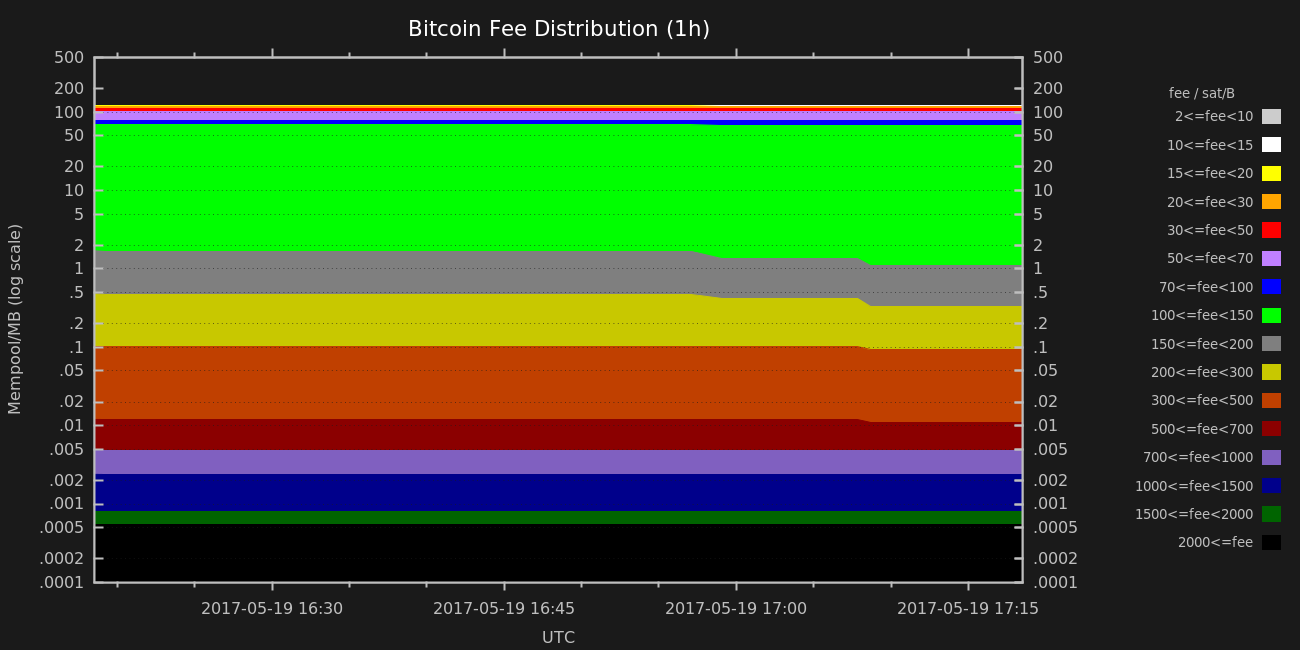 Bitcoin Fee Distribution (1h)
500 500
200 200
100 100
50 50
20 20
10 10
5 5
2 2
1 1
.5 .5
.2 .2
.1 .1
.05 .05
.02 .02
.01 .01
.005 .005
.002 .002
.001 .001
.0005 .0005
.0002 .0002
.0001 .0001
Mempool/MB (log scale)
2017-05-19 16:30 2017-05-19 16:45 2017-05-19 17:00 2017-05-19 17:15
UTC
fee / sat/B
2<=fee<10
10<=fee<15
15<=fee<20
20<=fee<30
30<=fee<50
50<=fee<70
70<=fee<100
100<=fee<150
150<=fee<200
200<=fee<300
300<=fee<500
500<=fee<700
700<=fee<1000
1000<=fee<1500
1500<=fee<2000
2000<=fee